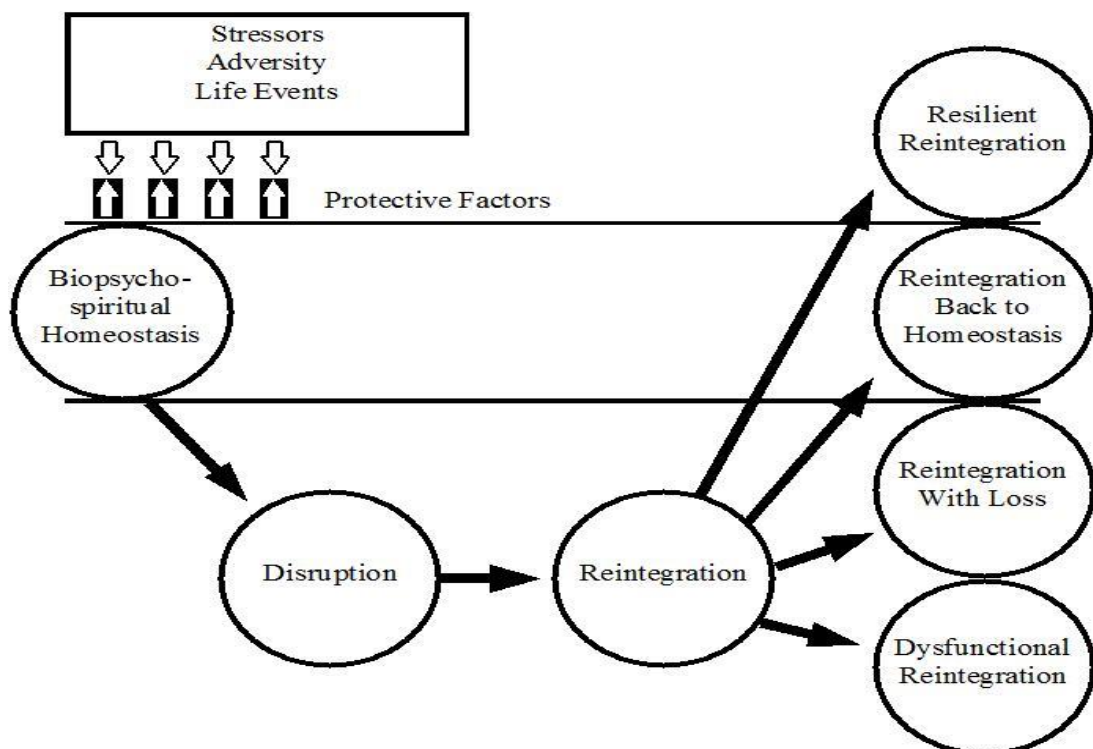 Stressors
Adversity
Life Events
Protective Factors
Biopsycho-
spiritual
Homeostasis
Disruption
Reintegration
Resilient
Reintegration
Reintegration
Back to
Homeostasis
Reintegration
With Loss
Dysfunctional
Reintegration